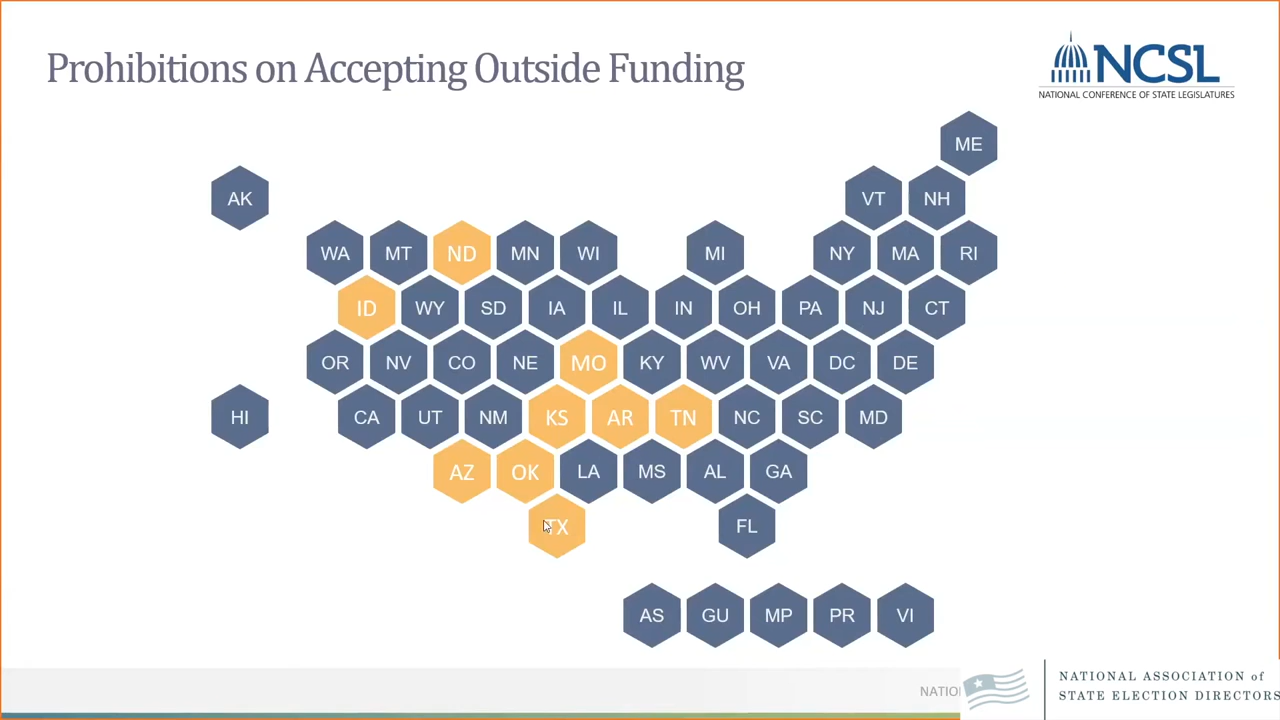 Prohibitions on Accepting Outside Funding
NCSL
NATIONAL CONFERENCE OF STATE LEGISLATURES
ME
AK
VT NH
WA MT ND MN WI MI NY MA RI
ID WY SD IA IL IN OH PA NJ CT
OR NV CO NE MO KY WV VA DC DE
HI CA UT NM KS AR TN NC SC MD
AZ OK LA MS AL GA
TX FL
AS GU MP PR VI
NATIONAL ASSOCIATION of
STATE ELECTION DIRECTORS